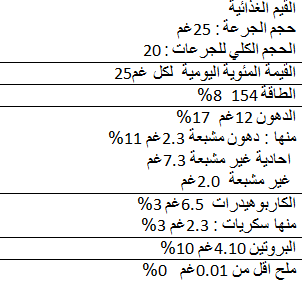 القيم الغذائية
حجم الجرعة : 25غم
الحجم الكلي للجرعات : 20
القيمة المئوية اليومية لكل غم25
الطاقة 154 8%
الدهون 12غم 17%
منها : دهون مشبعة 2.3غم 11%
احادية غير مشبعة 7.3غم
غير مشبعة 2.0غم
الكاربوهيدرات 6.5غم 3%
منها سكريات : 2.3غم 3%
البروتين 4.10غم 10%
ملح اقل من 0.01غم 0%